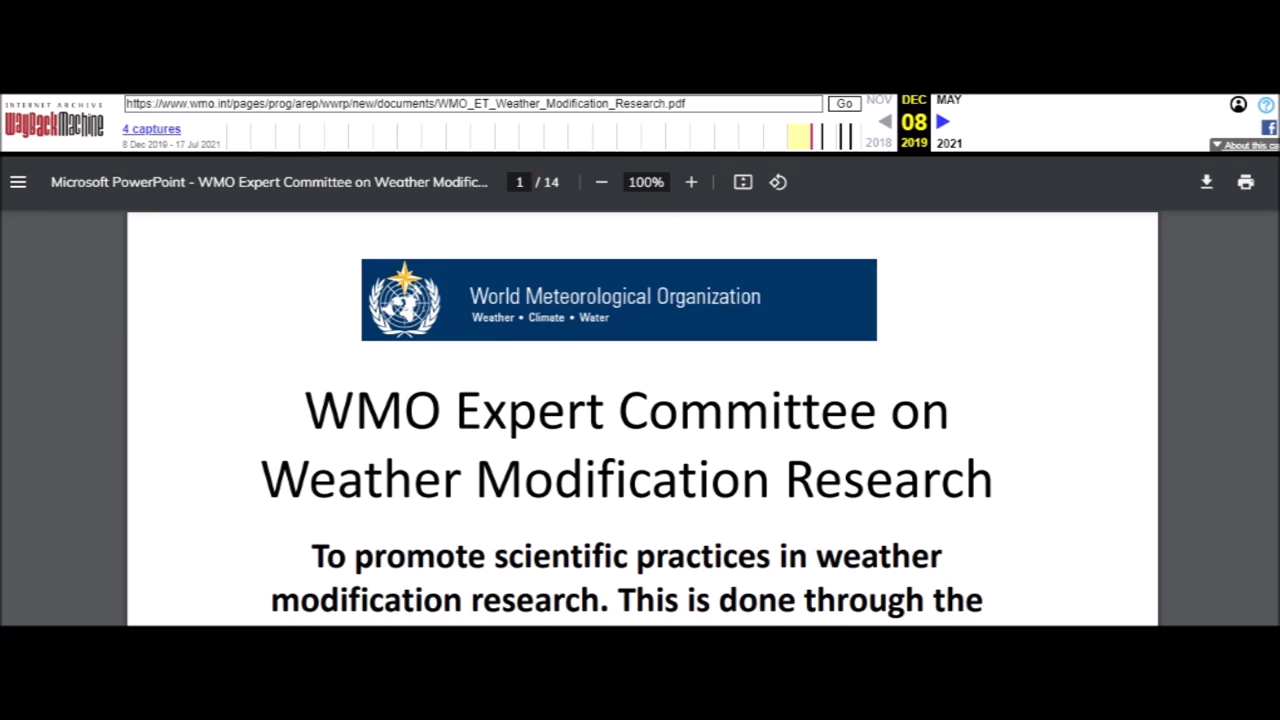 INTERNET ARCHIVE
WayBackMachine
https://www.wmo.int/pages/prog/arep/wwrp/new/documents/WMO_ET_Weather_Modification_Research.pdf
Go
NOV DEC MAY
4 captures
08
8 Dec 2019 - 17 Jul 2021
2018 2019 2021
f
?
▼ About this ca
Microsoft PowerPoint - WMO Expert Committee on Weather Modific...
1 / 14
100%
World Meteorological Organization
Weather • Climate • Water
WMO Expert Committee on
Weather Modification Research
To promote scientific practices in weather
modification research. This is done through the